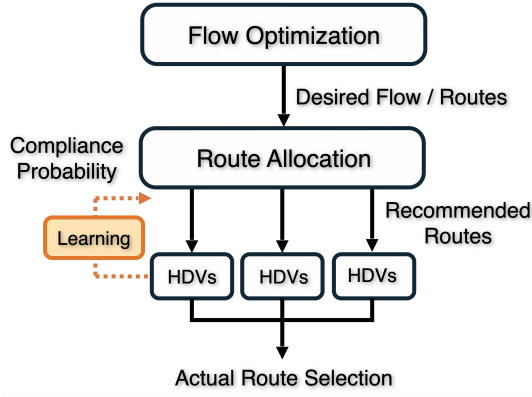 Flow Optimization
Desired Flow / Routes
Compliance
Probability
Route Allocation
Recommended
Routes
Learning
HDVs
HDVs
HDVs
Actual Route Selection